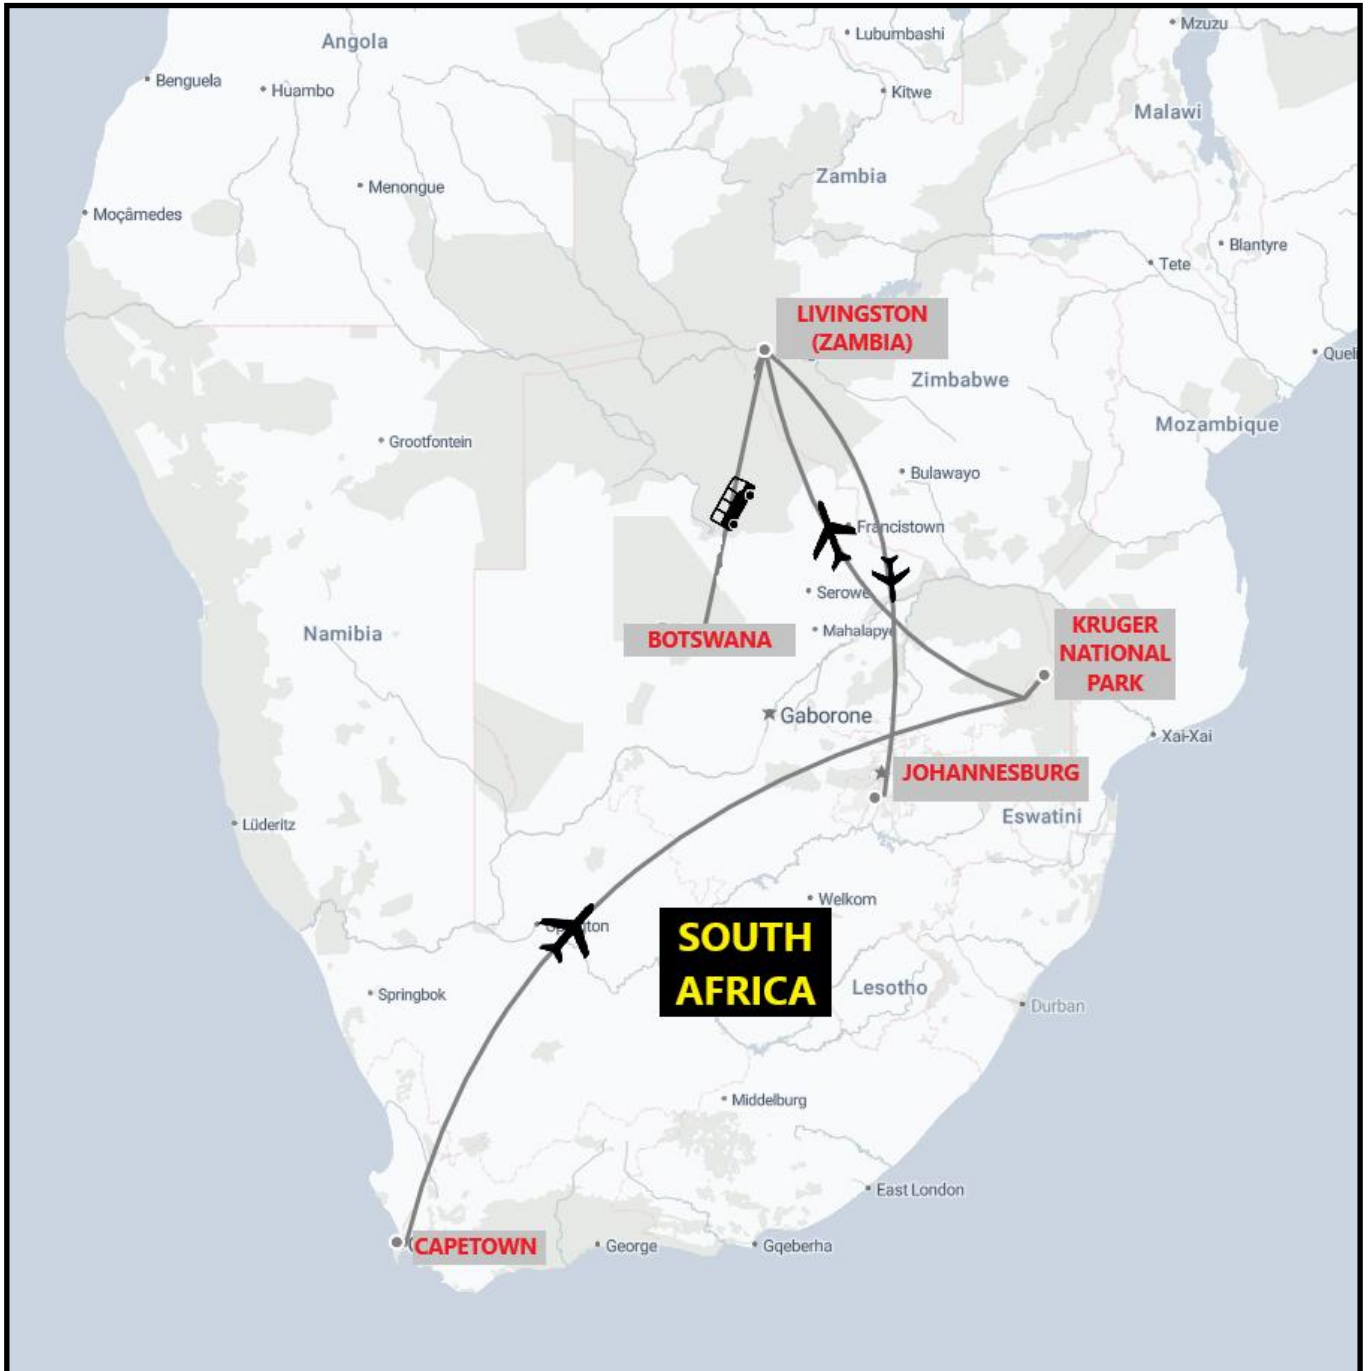 Mzuzu
Lubumbashi
Angola
Benguela
Huambo
Kitwe
Malawi
Zambia
Menongue
Moçâmedes
Blantyre
Tete
LIVINGSTON
(ZAMBIA)
Zimbabwe
Mozambique
Grootfontein
Bulawayo
Francistown
Serowe
BOTSWANA
Mahalapye
Namibia
KRUGER
NATIONAL
PARK
Gaborone
Xai-Xai
JOHANNESBURG
Eswatini
Lüderitz
Welkom
SOUTH
AFRICA
Lesotho
Springbok
Durban
Middelburg
East London
CAPETOWN
George
Gqeberha